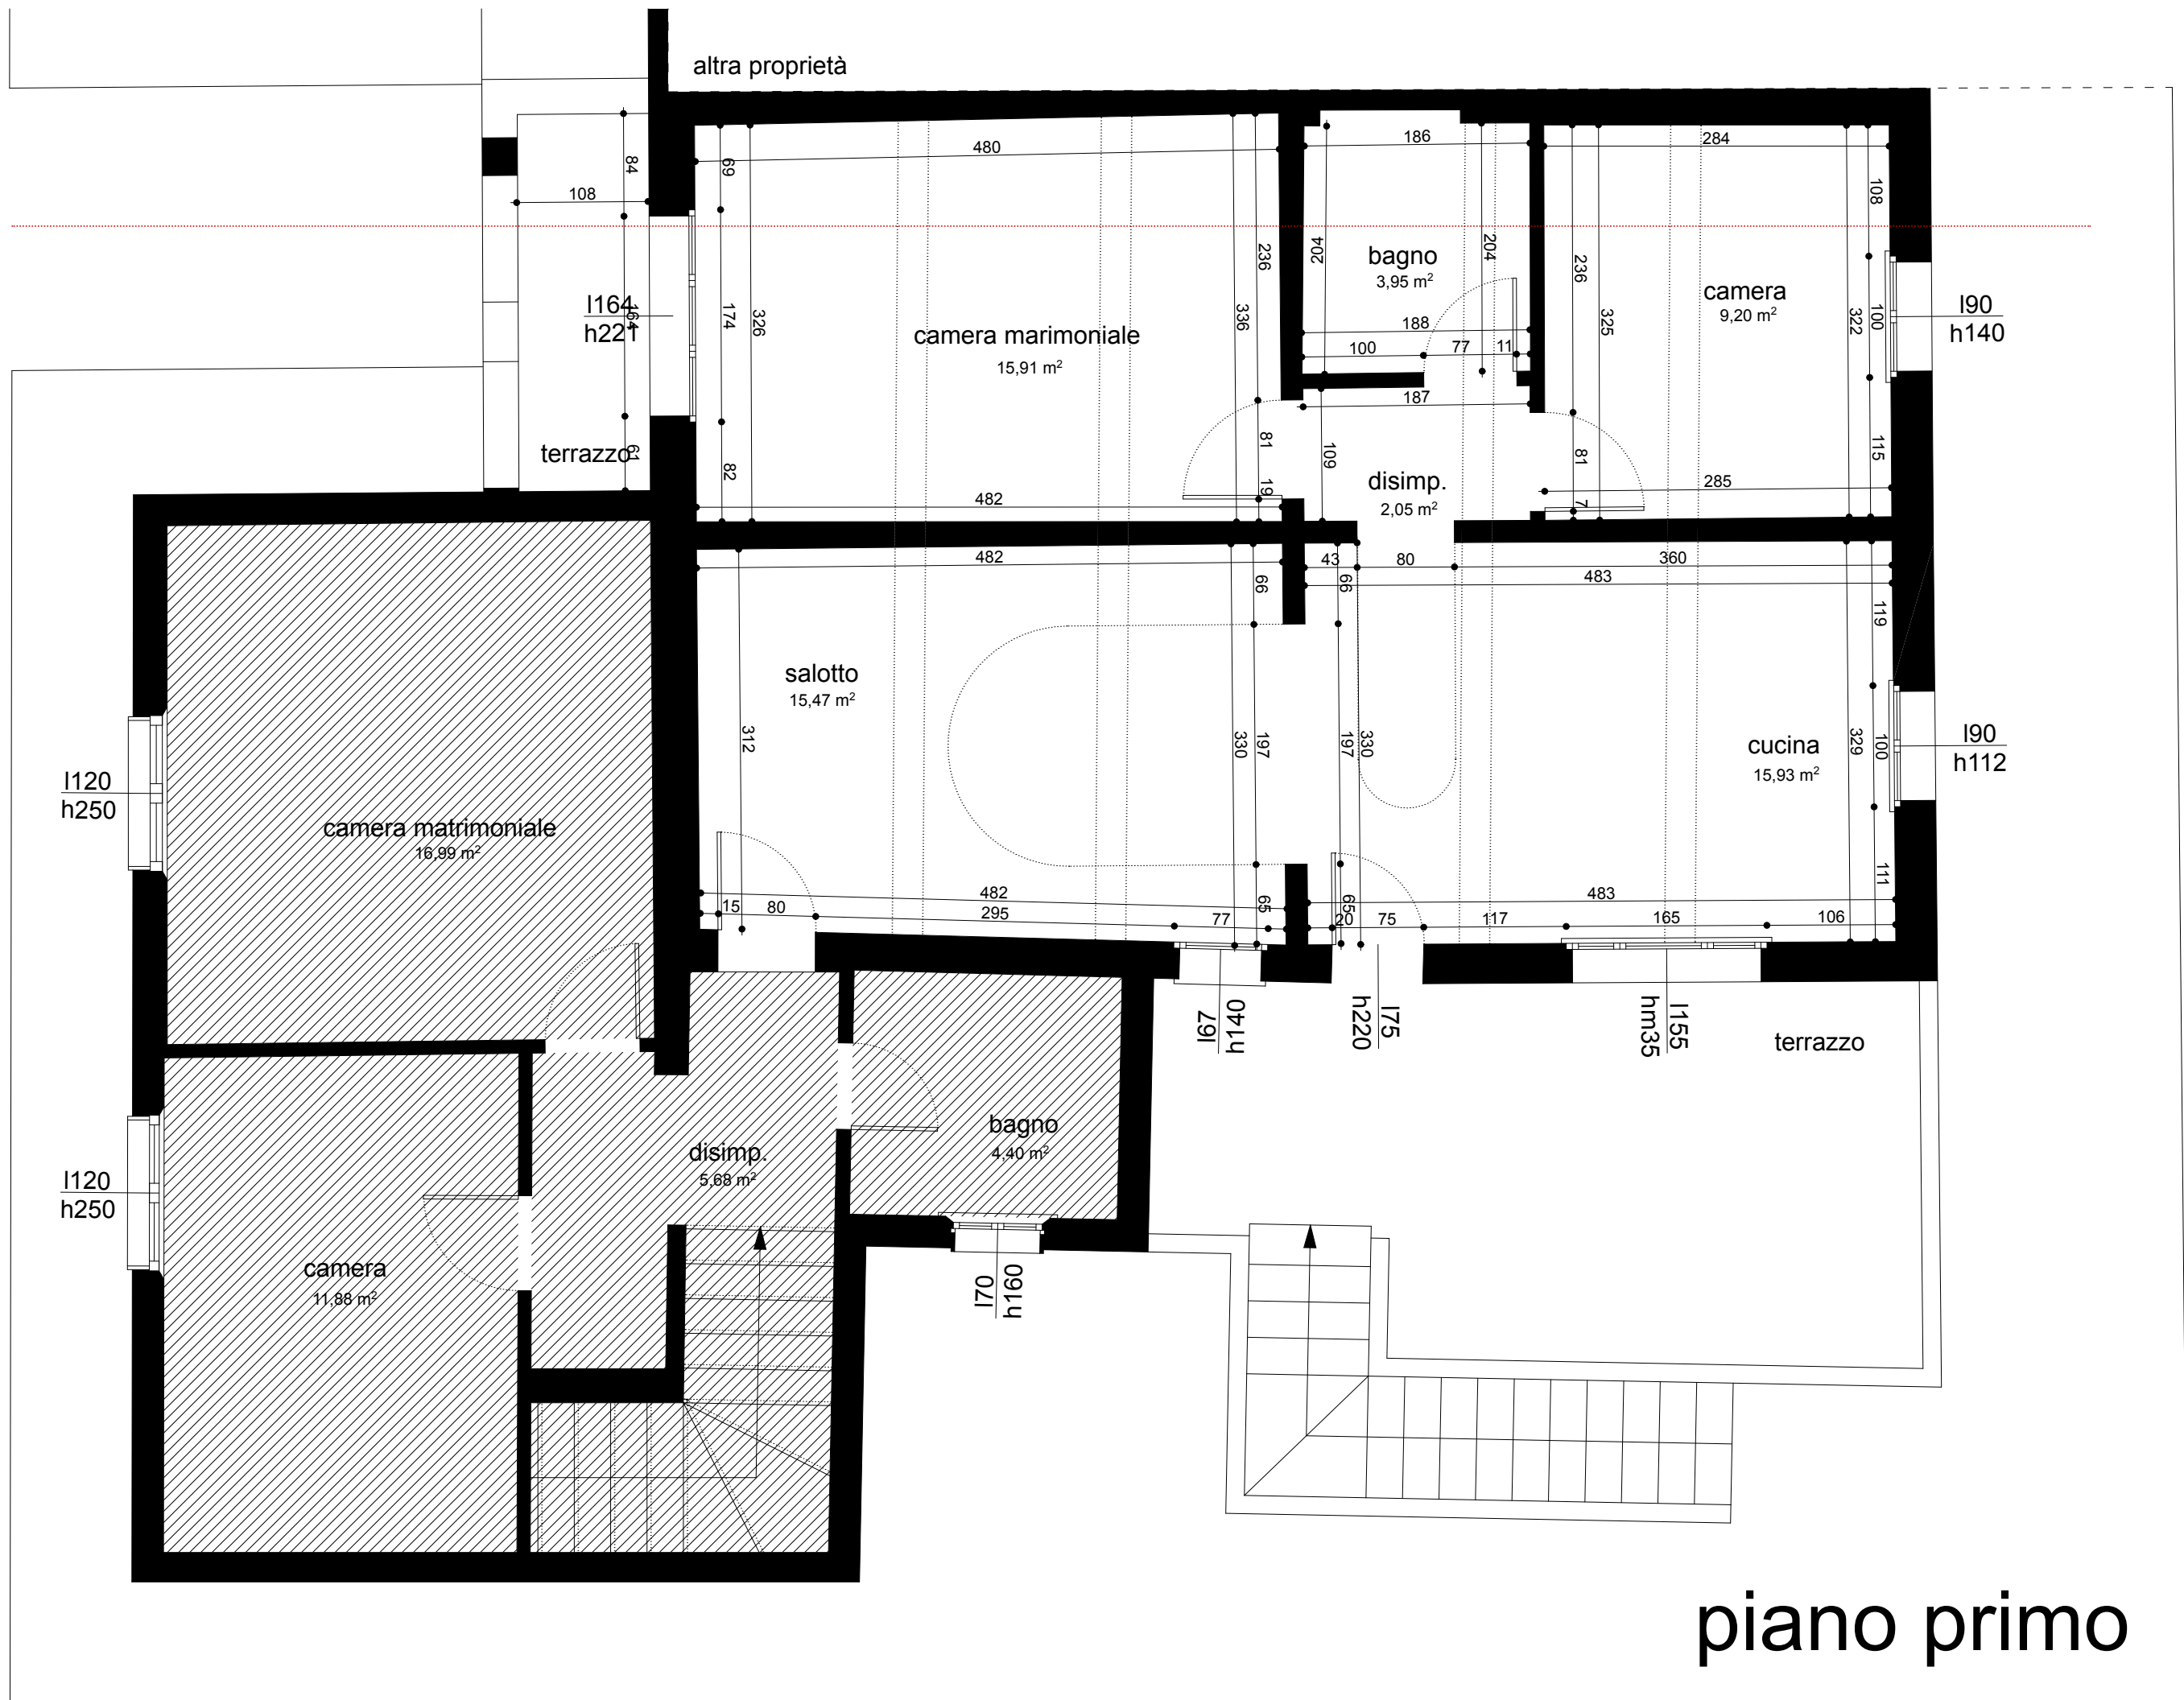 altra proprietà
480
186
284
84
69
108
108
236
204
204
236
bagno
3,95 m²
camera
9,20 m²
l164
h221
164
174
326
336
camera marimoniale
15,91 m²
188
100
77
11
325
322
100
l90
h140
187
terrazzo
61
82
81
19
109
disimp.
2,05 m²
81
7
285
115
482
482
66
43
80
360
483
66
119
salotto
15,47 m²
312
330
197
197
330
cucina
15,93 m²
329
100
l90
h112
l120
h250
camera matrimoniale
16,99 m²
482
15
80
295
77
65
65
483
20
75
117
165
106
111
h140
l97
l75
h220
l155
hm35
terrazzo
bagno
4,40 m²
disimp.
5,68 m²
l120
h250
camera
11,88 m²
h160
l70
piano primo